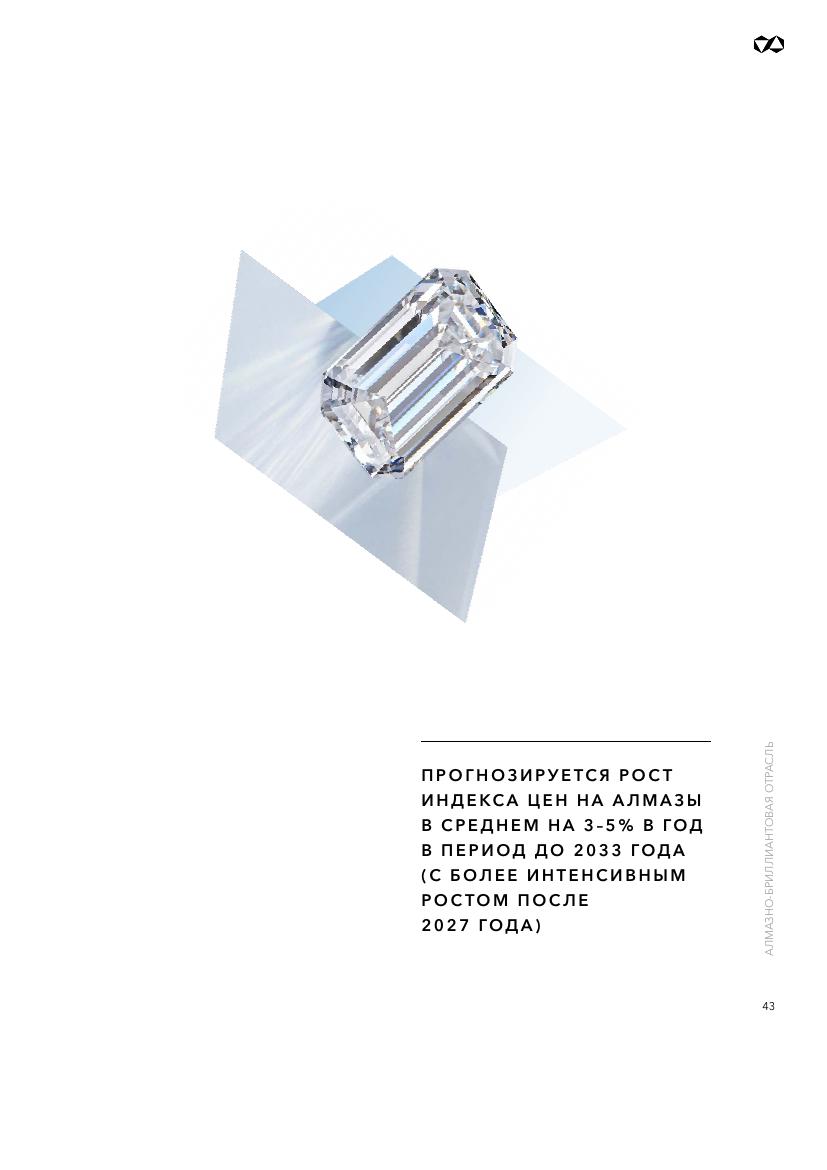 ПРОГНОЗИРУЕТСЯ РОСТ
ИНДЕКСА ЦЕН НА АЛМАЗЫ
В СРЕДНЕМ НА 3–5% В ГОД
В ПЕРИОД ДО 2033 ГОДА
(С БОЛЕЕ ИНТЕНСИВНЫМ
РОСТОМ ПОСЛЕ
2027 ГОДА)
АЛМАЗНО-БРИЛЛИАНТОВАЯ ОТРАСЛЬ
43